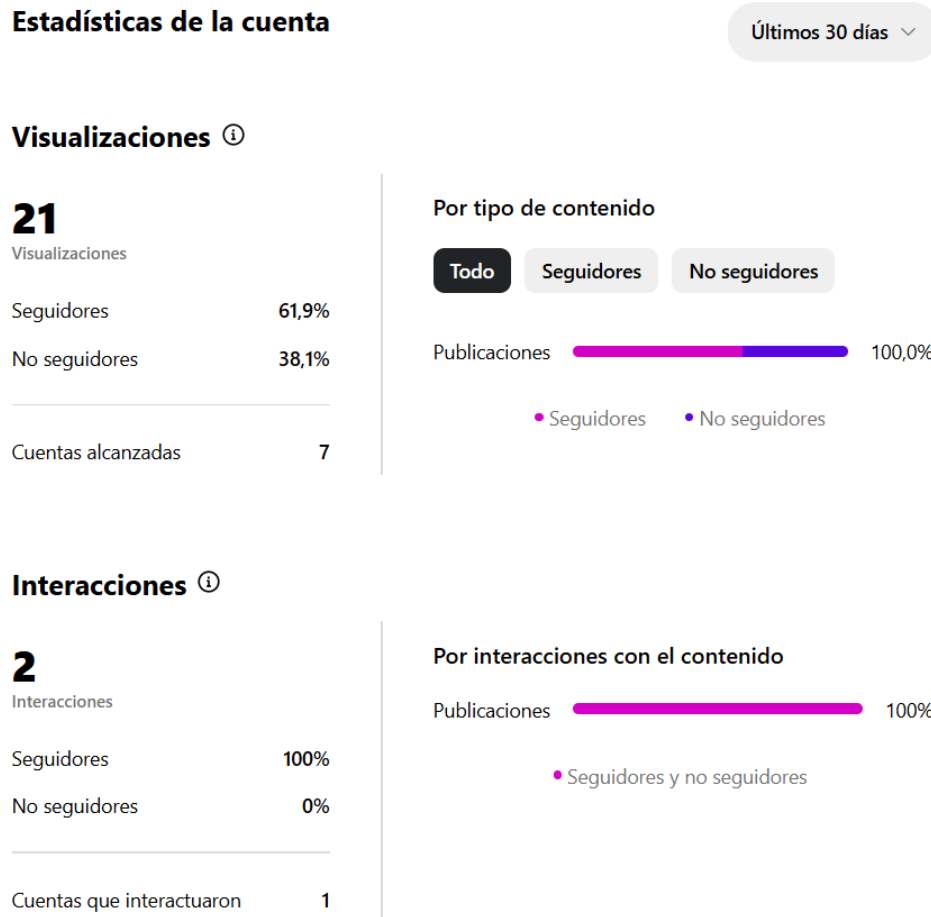 Estadísticas de la cuenta
Últimos 30 días
Visualizaciones
21
Visualizaciones
Seguidores 61,9%
No seguidores 38,1%
Cuentas alcanzadas 7
Por tipo de contenido
Todo Seguidores No seguidores
Publicaciones 100,0%
Seguidores No seguidores
Interacciones
2
Interacciones
Seguidores 100%
No seguidores 0%
Cuentas que interactuaron 1
Por interacciones con el contenido
Publicaciones 100%
Seguidores y no seguidores